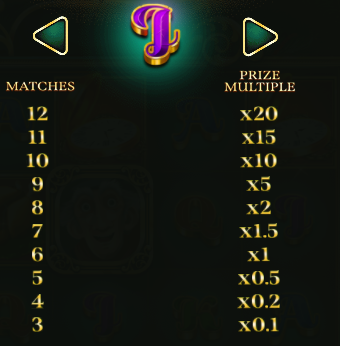 J
MATCHES PRIZE MULTIPLE
12 x20
11 x15
10 x10
9 x5
8 x2
7 x1.5
6 x1
5 x0.5
4 x0.2
3 x0.1